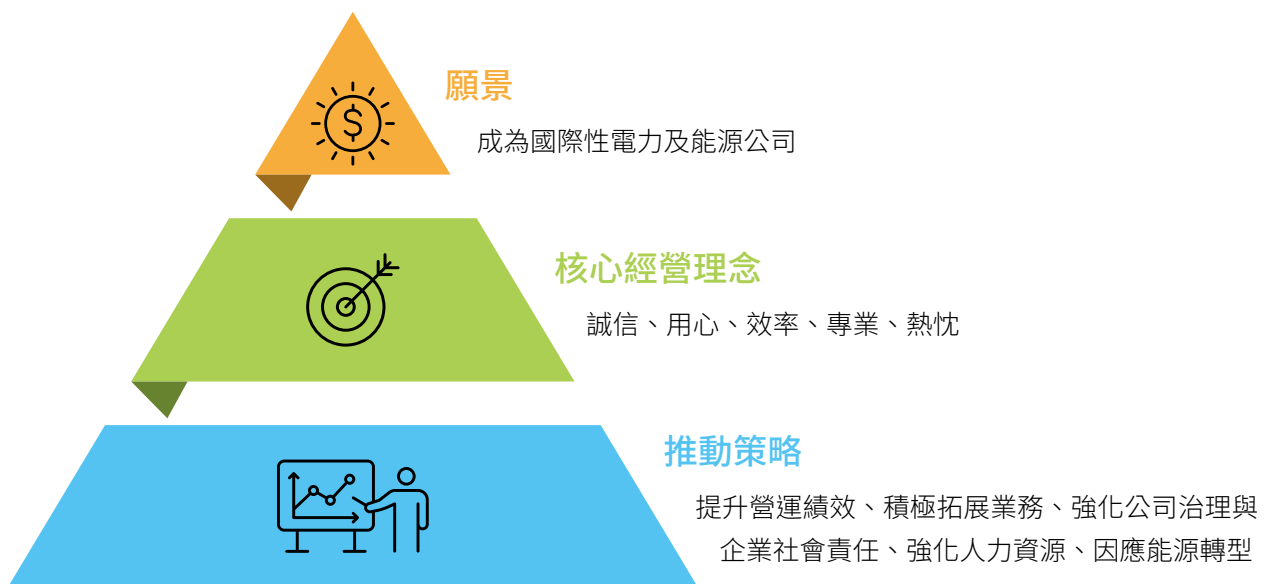 願景
成為國際性電力及能源公司
核心經營理念
誠信、用心、效率、專業、熱忱
推動策略
提升營運績效、積極拓展業務、強化公司治理與
企業社會責任、強化人力資源、因應能源轉型